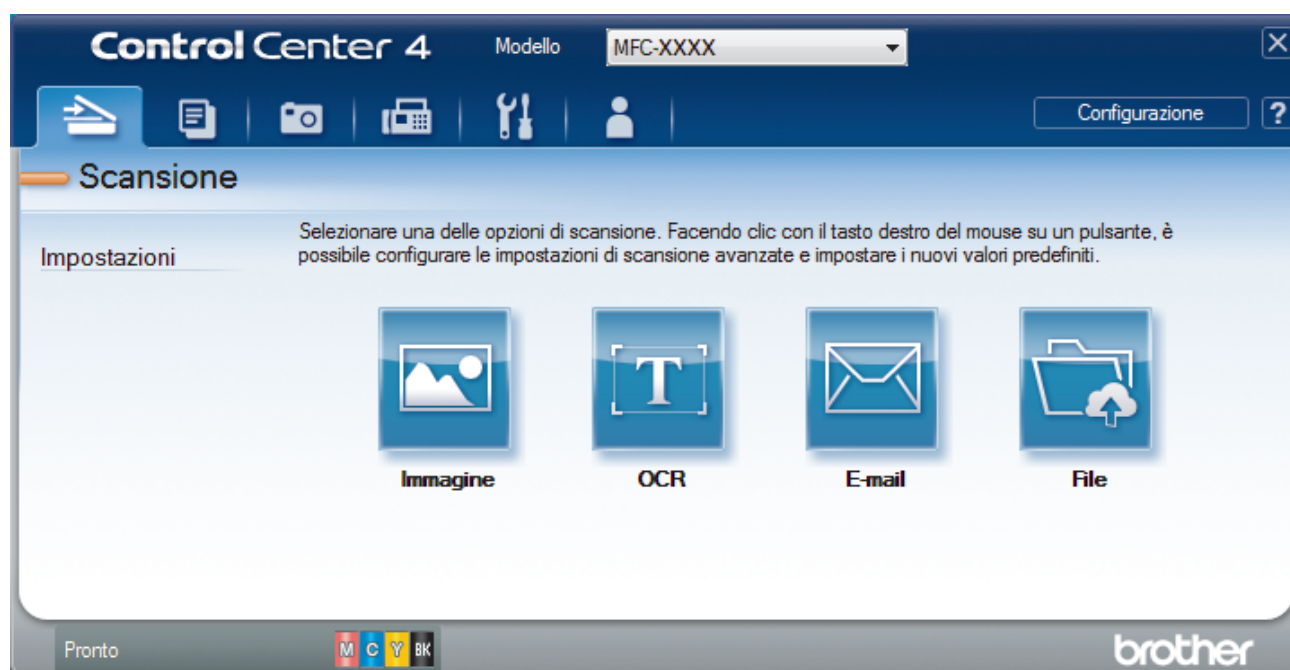 ControlCenter 4 Modello MFC-XXXX
Configurazione ?
Scansione
Impostazioni
Selezionare una delle opzioni di scansione. Facendo clic con il tasto destro del mouse su un pulsante, è
possibile configurare le impostazioni di scansione avanzate e impostare i nuovi valori predefiniti.
T
Immagine OCR E-mail File
Pronto M C Y BK brother